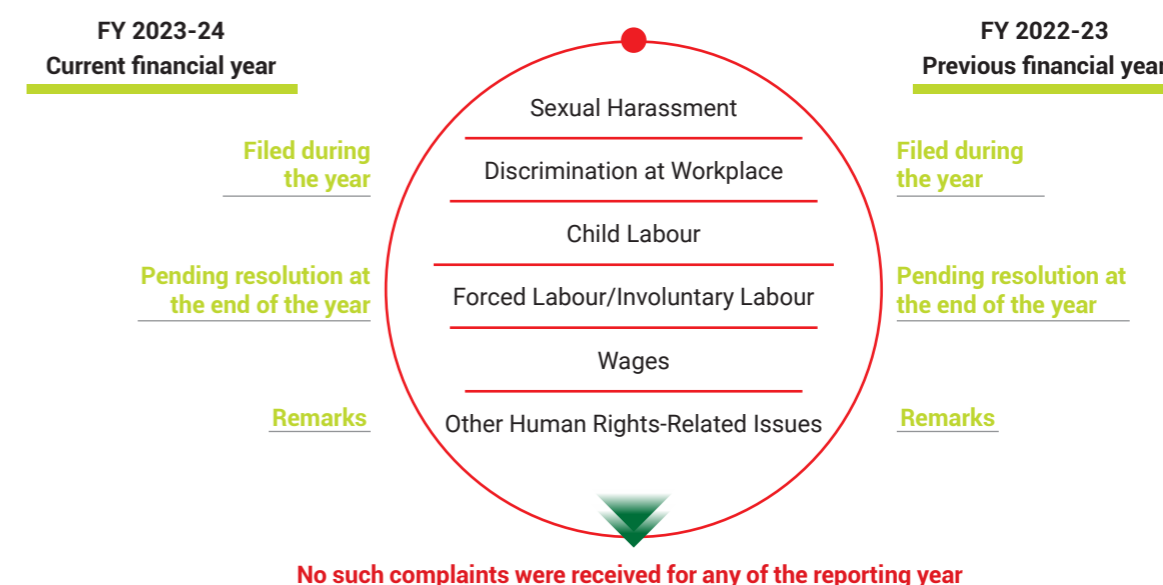 FY 2023-24
Current financial year
FY 2022-23
Previous financial year
Filed during
the year
Pending resolution at
the end of the year
Remarks
Sexual Harassment
Discrimination at Workplace
Child Labour
Forced Labour/Involuntary Labour
Wages
Other Human Rights-Related Issues
Filed during
the year
Pending resolution at
the end of the year
Remarks
No such complaints were received for any of the reporting year